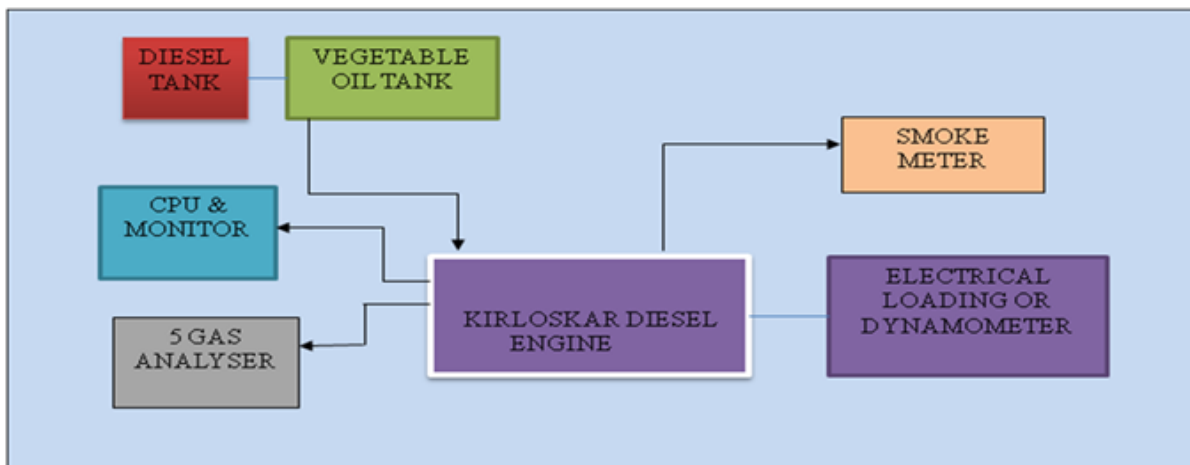 DIESEL
TANK
VEGETABLE
OIL TANK
SMOKE
METER
CPU &
MONITOR
ELECTRICAL
LOADING OR
DYNAMOMETER
KIRLOSKAR DIESEL
ENGINE
5 GAS
ANALYSER